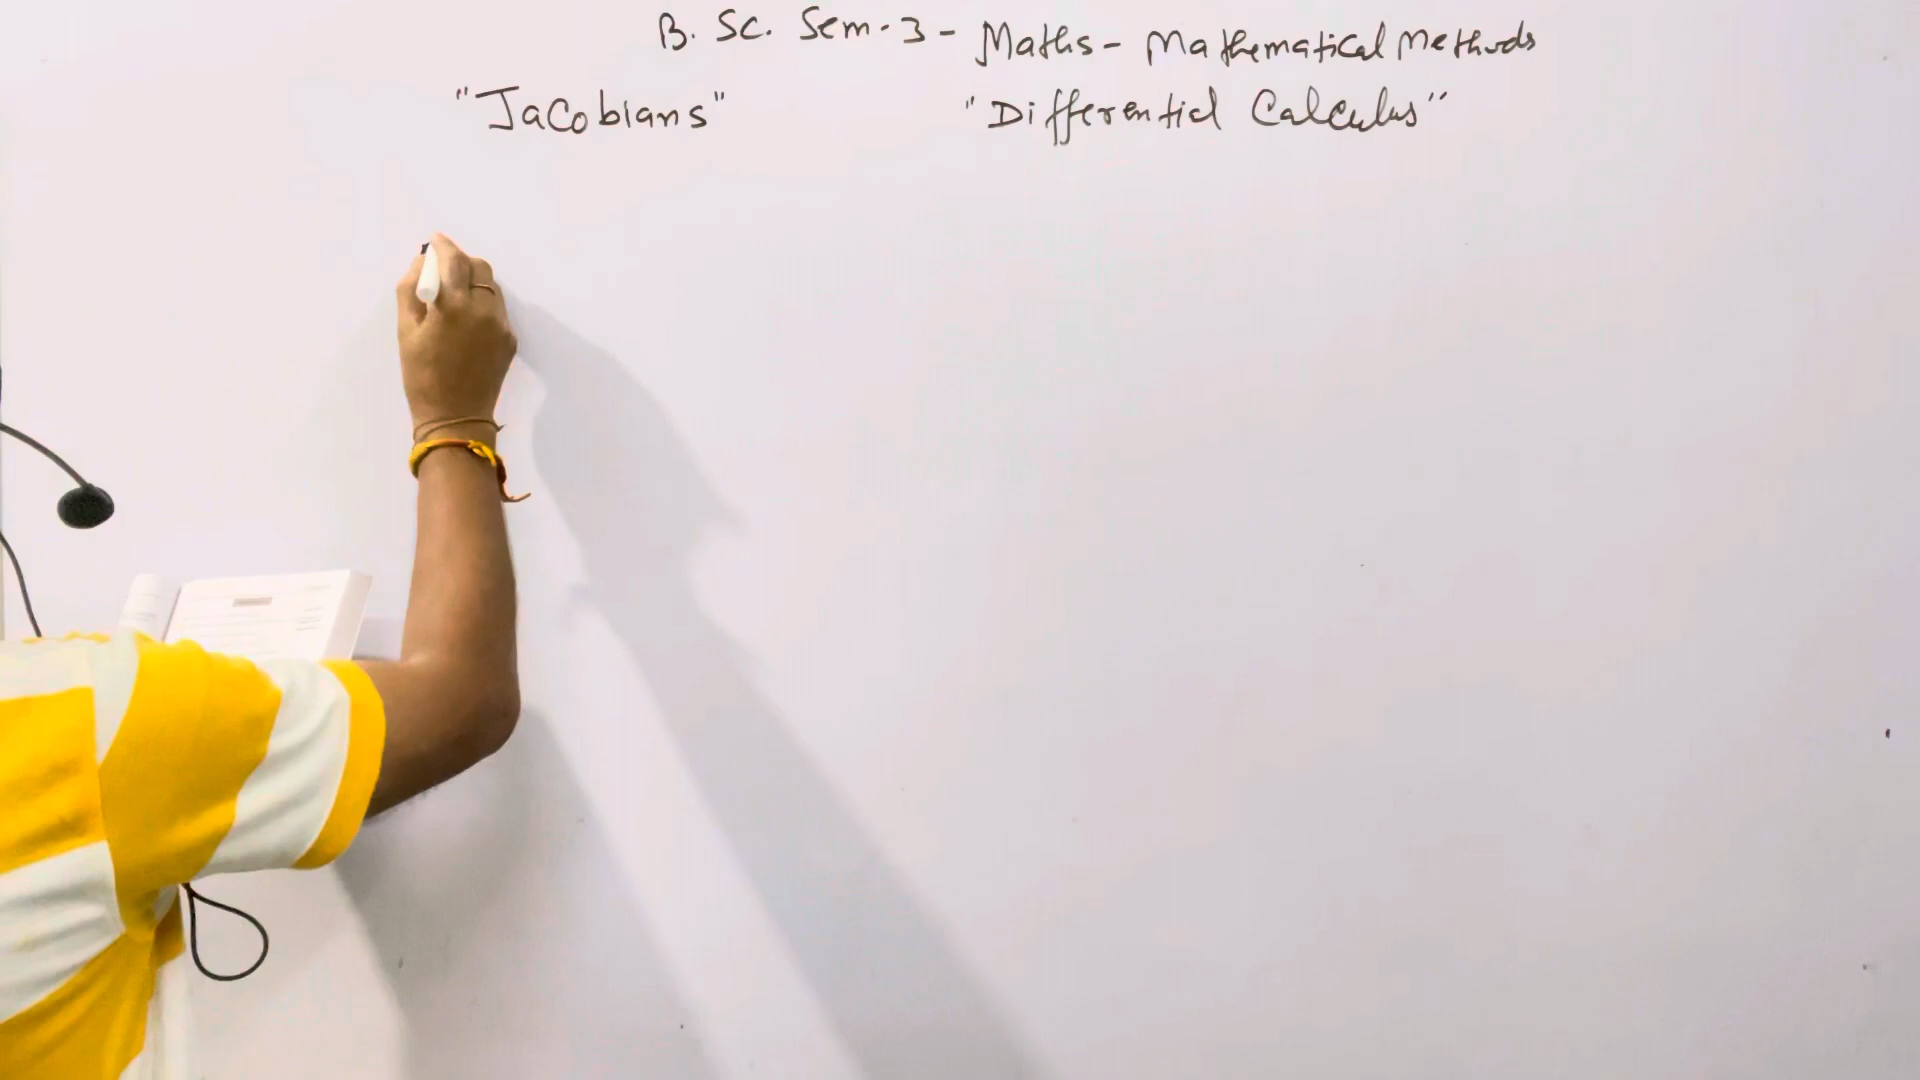 B. Sc. Sem. 3 - Maths - Mathematical Methods
"Jacobians" "Differential Calculus"